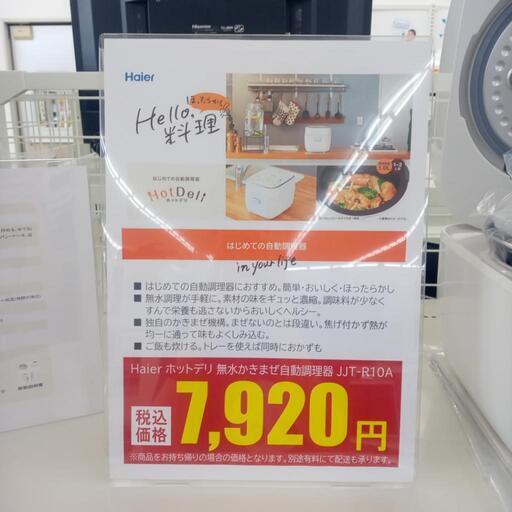 Haier
Hello,
ほったらかし!!
料理
はじめての自動調理器
HotDeli
ホットデリ
1.0L
1~2
はじめての自動調理器
in your life
■ はじめての自動調理器におすすめ。簡単・おいしく・ほったらかし
■ 無水調理が手軽に。素材の味をギュッと濃縮。調味料が少なく
すんで栄養も逃さないからおいしくヘルシー。
■ 独自のかきまぜ機構。まぜないのとは段違い。焦げ付かず熱が
均一に通って味もよくしみ込む。
■ ご飯も炊ける。トレーを使えば同時におかずも
Haier ホットデリ 無水かきまぜ自動調理器 JJT-R10A
税込
価格
7,920円
※商品をお持ち帰りの場合の価格となります。別途有料にて配送も承ります。